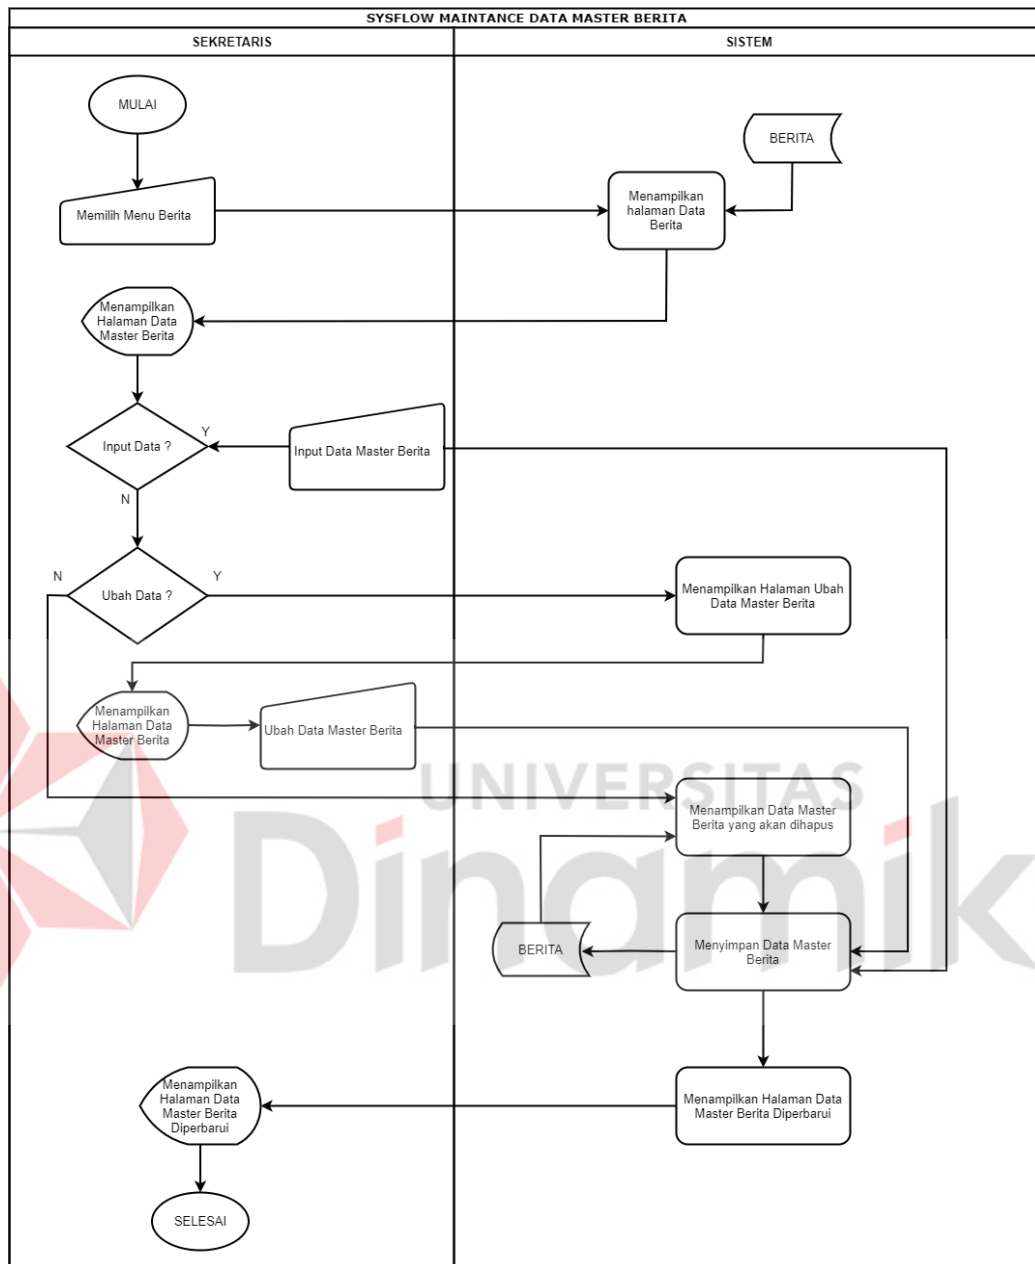 SYSFLOW MAINTANCE DATA MASTER BERITA
SEKRETARIS
SISTEM
MULAI
BERITA
Memilih Menu Berita
Menampilkan
halaman Data
Berita
Menampilkan
Halaman Data
Master Berita
Input Data ?
Y
Input Data Master Berita
N
Ubah Data ?
N
Y
Menampilkan Halaman Ubah
Data Master Berita
Menampilkan
Halaman Data
Master Berita
Ubah Data Master Berita
UNIVERSITAS
Dinamika
Menampilkan Data Master
Berita yang akan dihapus
BERITA
Menyimpan Data Master
Berita
Menampilkan
Halaman Data
Master Berita
Diperbarui
Menampilkan Halaman Data
Master Berita Diperbarui
SELESAI